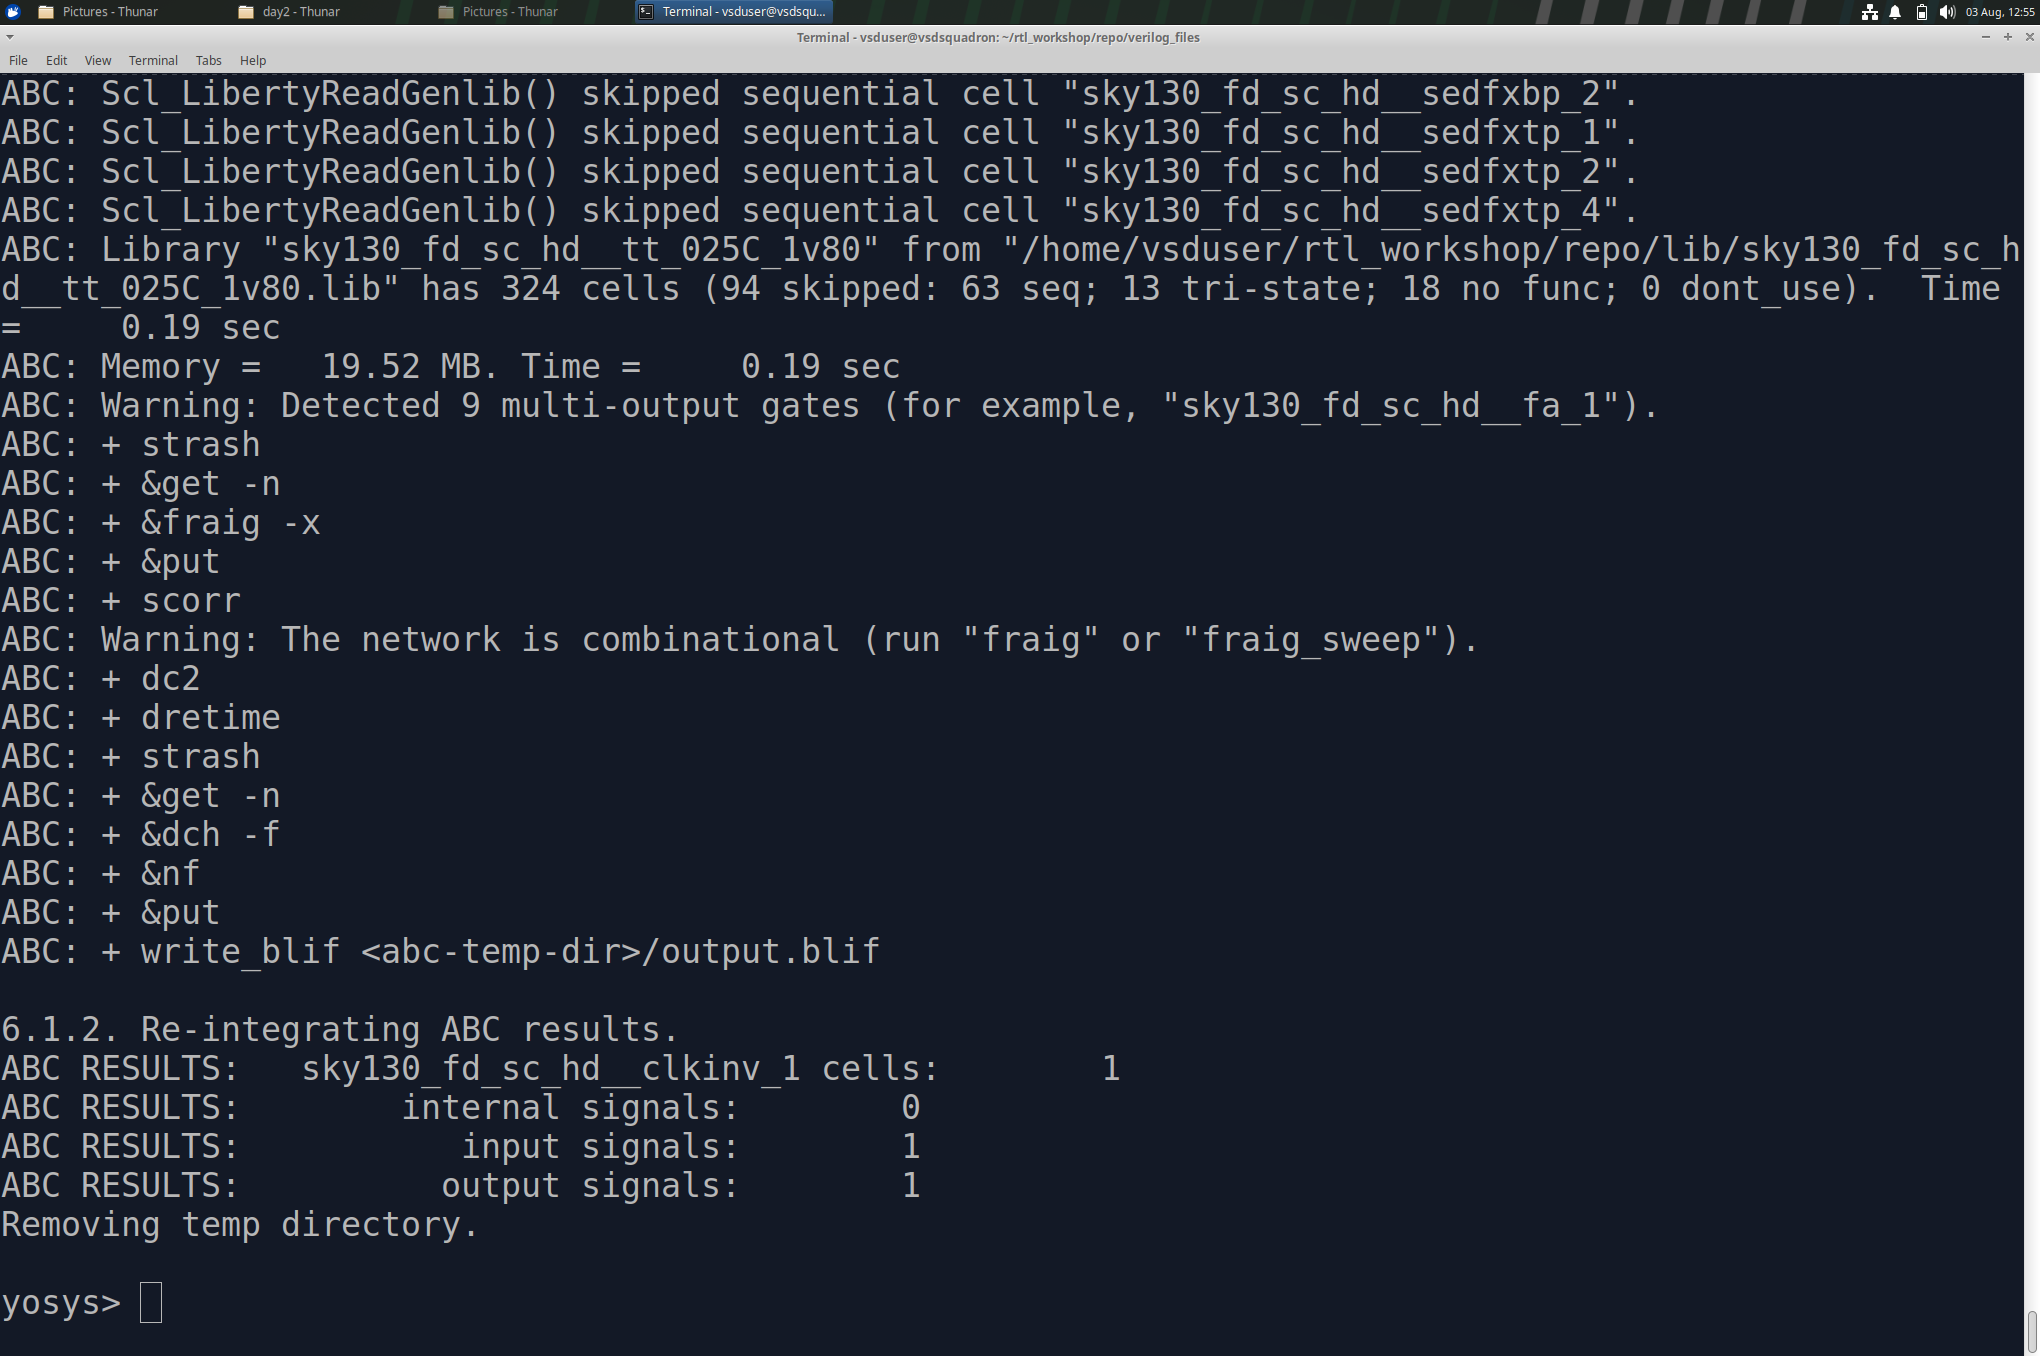 Pictures - Thunar
day2 - Thunar
Pictures - Thunar
Terminal - vsduser@vsdsqu...
03 Aug, 12:55
Terminal - vsduser@vsdsquadron: ~/rtl_workshop/repo/verilog_files
File Edit View Terminal Tabs Help
ABC: Scl_LibertyReadGenlib() skipped sequential cell "sky130_fd_sc_hd__sedfxbp_2".
ABC: Scl_LibertyReadGenlib() skipped sequential cell "sky130_fd_sc_hd__sedfxtp_1".
ABC: Scl_LibertyReadGenlib() skipped sequential cell "sky130_fd_sc_hd__sedfxtp_2".
ABC: Scl_LibertyReadGenlib() skipped sequential cell "sky130_fd_sc_hd__sedfxtp_4".
ABC: Library "sky130_fd_sc_hd__tt_025C_1v80" from "/home/vsduser/rtl_workshop/repo/lib/sky130_fd_sc_h
d__tt_025C_1v80.lib" has 324 cells (94 skipped: 63 seq; 13 tri-state; 18 no func; 0 dont_use).  Time
=     0.19 sec
ABC: Memory =   19.52 MB. Time =     0.19 sec
ABC: Warning: Detected 9 multi-output gates (for example, "sky130_fd_sc_hd__fa_1").
ABC: + strash
ABC: + &get -n
ABC: + &fraig -x
ABC: + &put
ABC: + scorr
ABC: Warning: The network is combinational (run "fraig" or "fraig_sweep").
ABC: + dc2
ABC: + dretime
ABC: + strash
ABC: + &get -n
ABC: + &dch -f
ABC: + &nf
ABC: + &put
ABC: + write_blif <abc-temp-dir>/output.blif
6.1.2. Re-integrating ABC results.
ABC RESULTS:   sky130_fd_sc_hd__clkinv_1 cells:        1
ABC RESULTS:        internal signals:        0
ABC RESULTS:           input signals:        1
ABC RESULTS:          output signals:        1
Removing temp directory.
yosys>